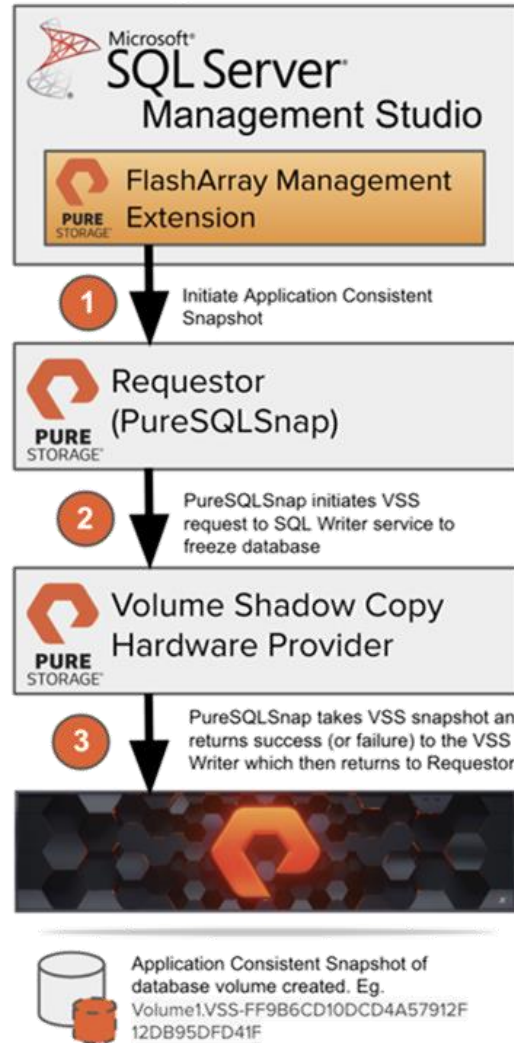 Microsoft®
SQL Server®
Management Studio
FlashArray Management
Extension
PURE
STORAGE®
1
Initiate Application Consistent
Snapshot
Requestor
(PureSQLSnap)
PURE
STORAGE®
2
PureSQLSnap initiates VSS
request to SQL Writer service to
freeze database
Volume Shadow Copy
Hardware Provider
PURE
STORAGE®
3
PureSQLSnap takes VSS snapshot an
returns success (or failure) to the VSS
Writer which then returns to Requestor
Application Consistent Snapshot of
database volume created. Eg.
Volume1.VSS-FF9B6CD10DCD4A57912F
12DB95DFD41F